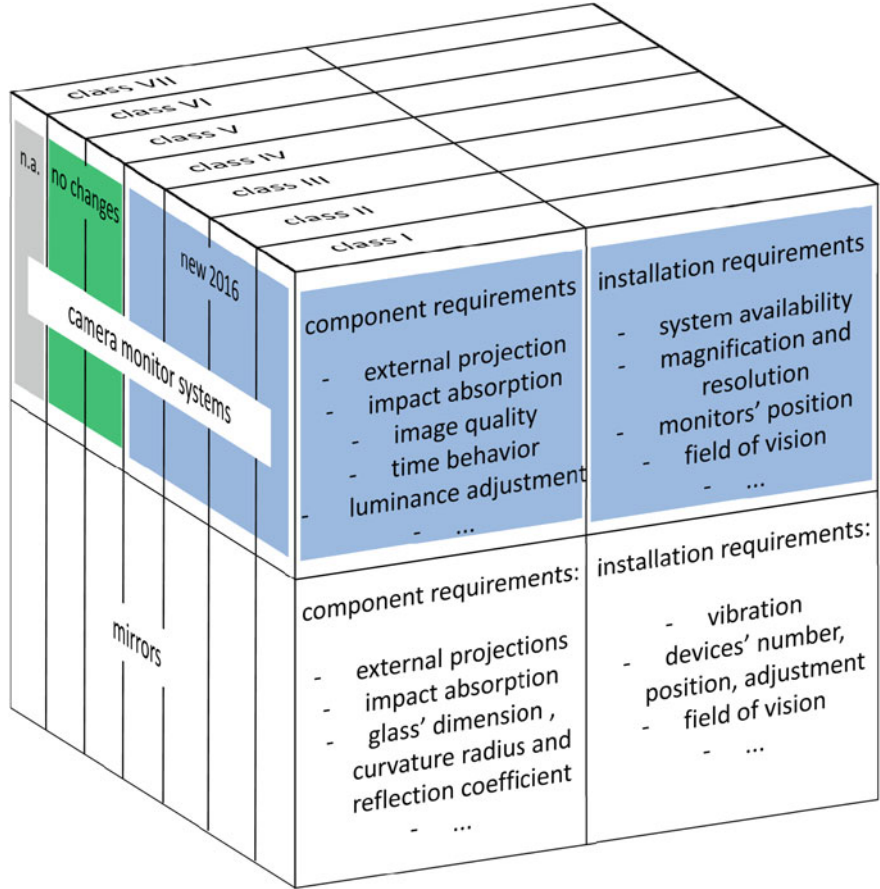 class VII
class VI
class V
class IV
class III
class II
class I
n.a.
no changes
new 2016
camera monitor systems
mirrors
component requirements
- external projection
- impact absorption
- image quality
- time behavior
- luminance adjustment
- ...
installation requirements
- system availability
- magnification and
resolution
- monitors’ position
- field of vision
- ...
component requirements:
- external projections
- impact absorption
- glass’ dimension ,
curvature radius and
reflection coefficient
- ...
installation requirements:
- vibration
- devices’ number,
position, adjustment
- field of vision
- ...